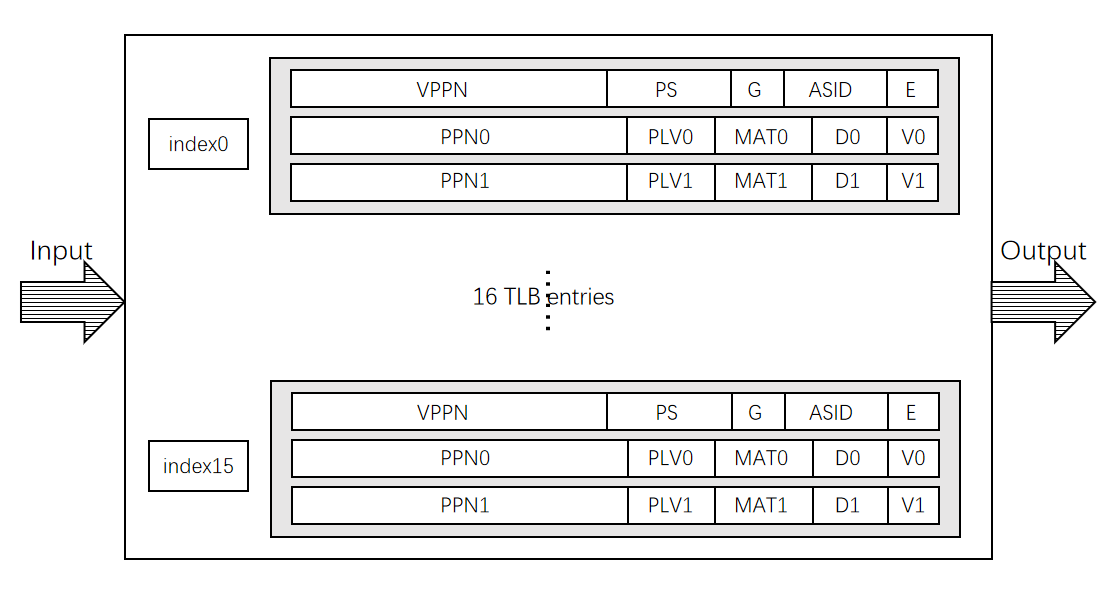 VPPN PS G ASID E
index0
PPN0 PLV0 MAT0 D0 V0
PPN1 PLV1 MAT1 D1 V1
Input
Output
16 TLB entries
VPPN PS G ASID E
index15
PPN0 PLV0 MAT0 D0 V0
PPN1 PLV1 MAT1 D1 V1